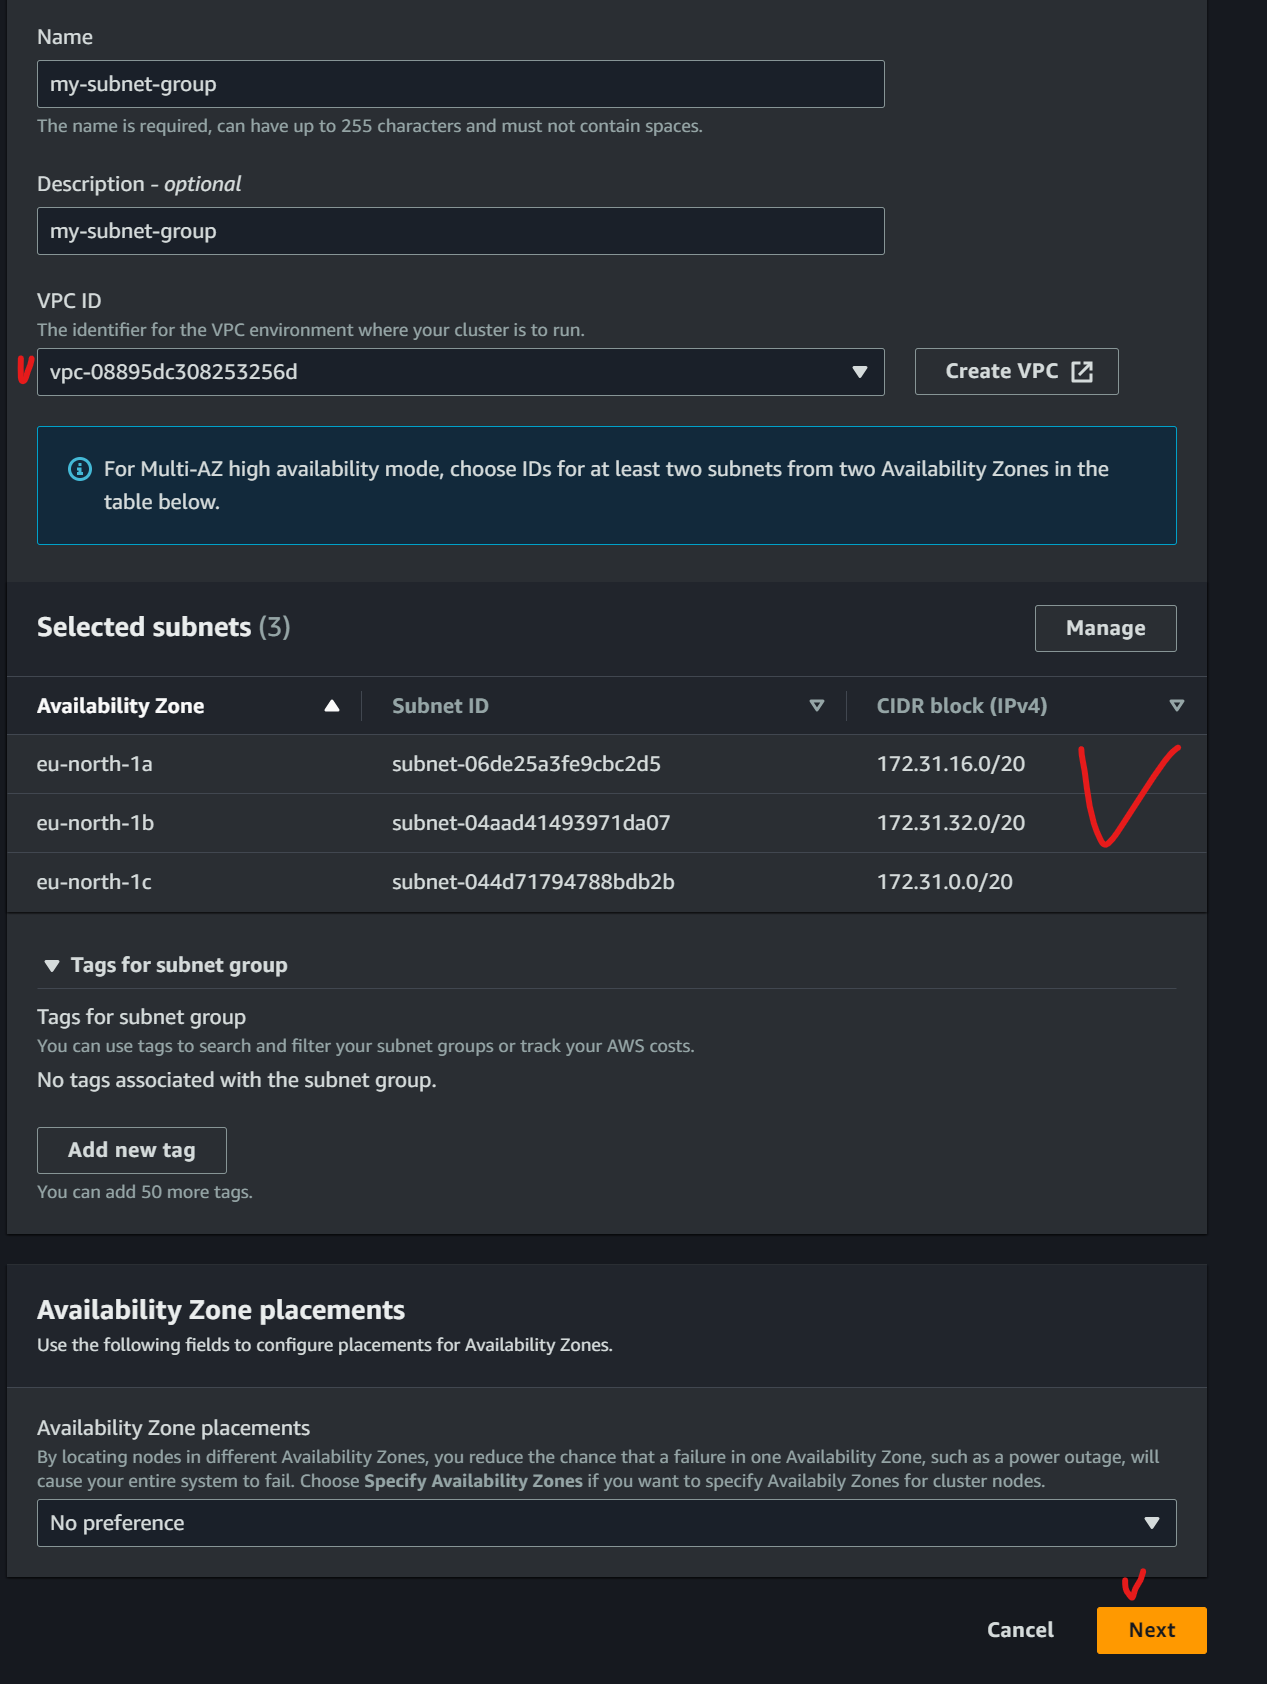 Name
my-subnet-group
The name is required, can have up to 255 characters and must not contain spaces.
Description - optional
my-subnet-group
VPC ID
The identifier for the VPC environment where your cluster is to run.
vpc-08895dc308253256d
Create VPC
For Multi-AZ high availability mode, choose IDs for at least two subnets from two Availability Zones in the
table below.
Selected subnets (3)
Manage
Availability Zone Subnet ID CIDR block (IPv4)
eu-north-1a subnet-06de25a3fe9cbc2d5 172.31.16.0/20
eu-north-1b subnet-04aad41493971da07 172.31.32.0/20
eu-north-1c subnet-044d71794788bdb2b 172.31.0.0/20
Tags for subnet group
Tags for subnet group
You can use tags to search and filter your subnet groups or track your AWS costs.
No tags associated with the subnet group.
Add new tag
You can add 50 more tags.
Availability Zone placements
Use the following fields to configure placements for Availability Zones.
Availability Zone placements
By locating nodes in different Availability Zones, you reduce the chance that a failure in one Availability Zone, such as a power outage, will
cause your entire system to fail. Choose Specify Availability Zones if you want to specify Availabily Zones for cluster nodes.
No preference
Cancel
Next